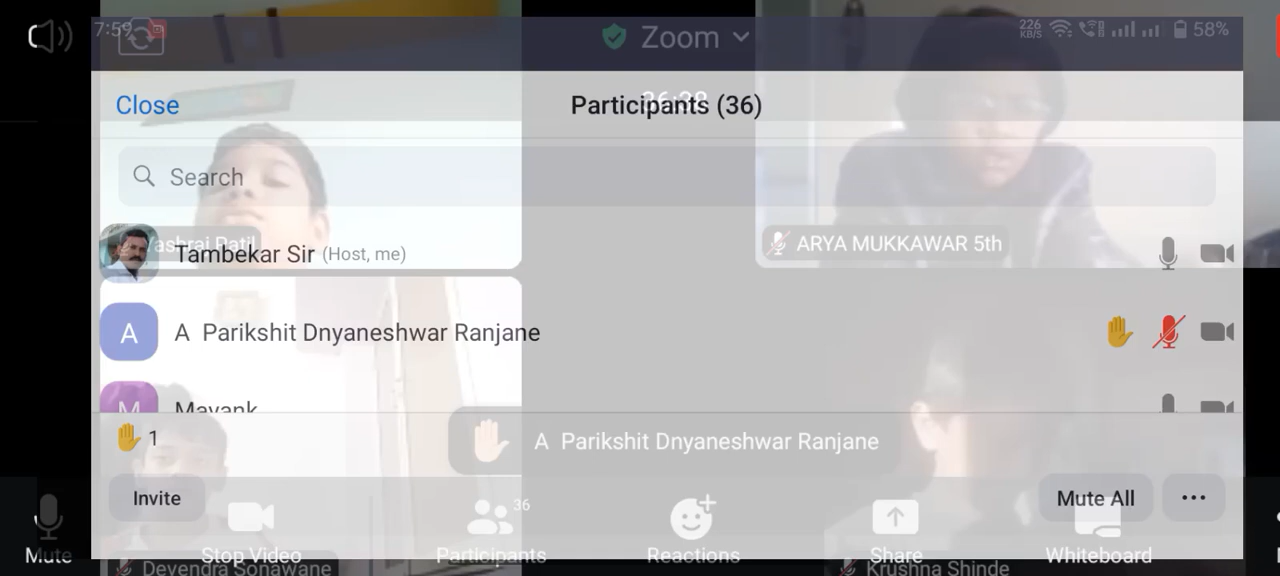 7:59
Zoom
226
KB/S
58%
Close
Participants (36)
Search
Yashraj Patil
Tambekar Sir (Host, me)
ARYA MUKKAWAR 5th
A
A Parikshit Dnyaneshwar Ranjane
M
Mayank
1
A Parikshit Dnyaneshwar Ranjane
Invite
Mute All
36
Mute
Stop Video
Participants
Reactions
Share
Whiteboard
Devendra Sonawane
Krushna Shinde